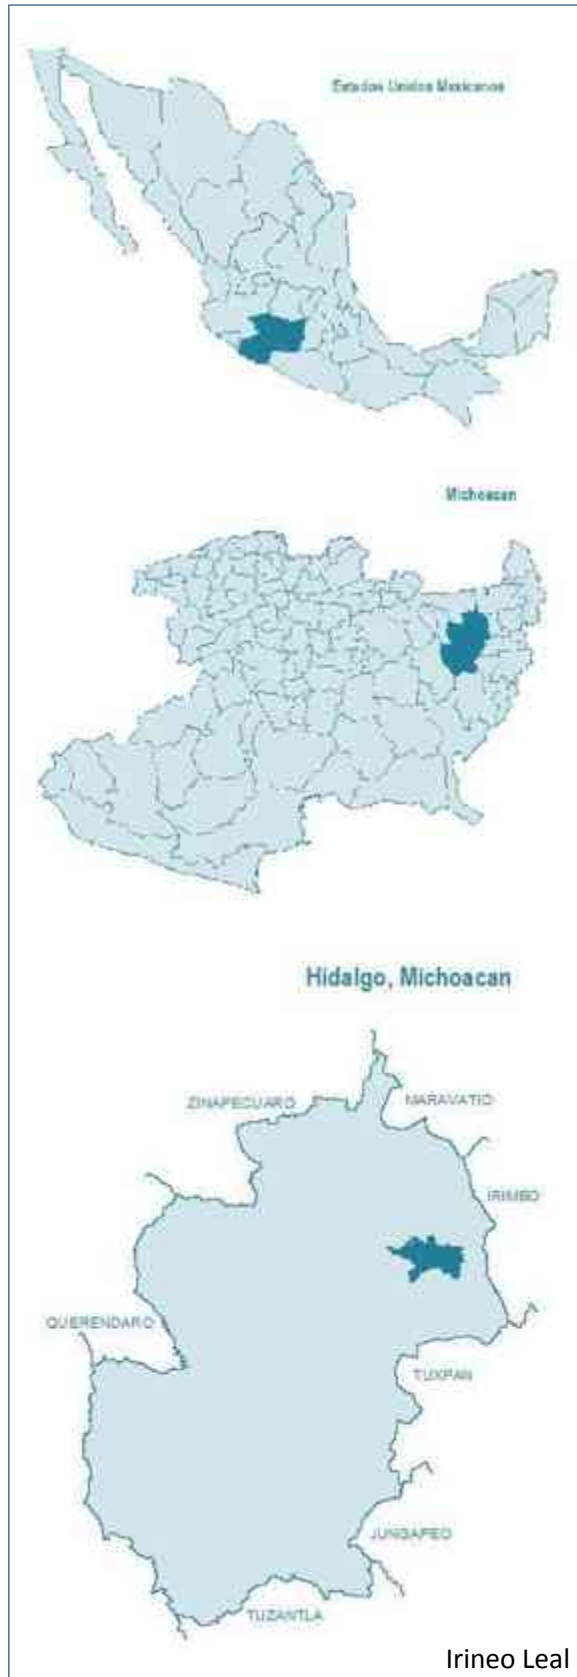 Estados Unidos Mexicanos
Michoacan
Hidalgo, Michoacan
ZINAPECUARO
MARAVATIO
IRIMBO
QUERENDARO
TUXPAN
JUNGAPEO
TUZANTLA
Irineo Leal